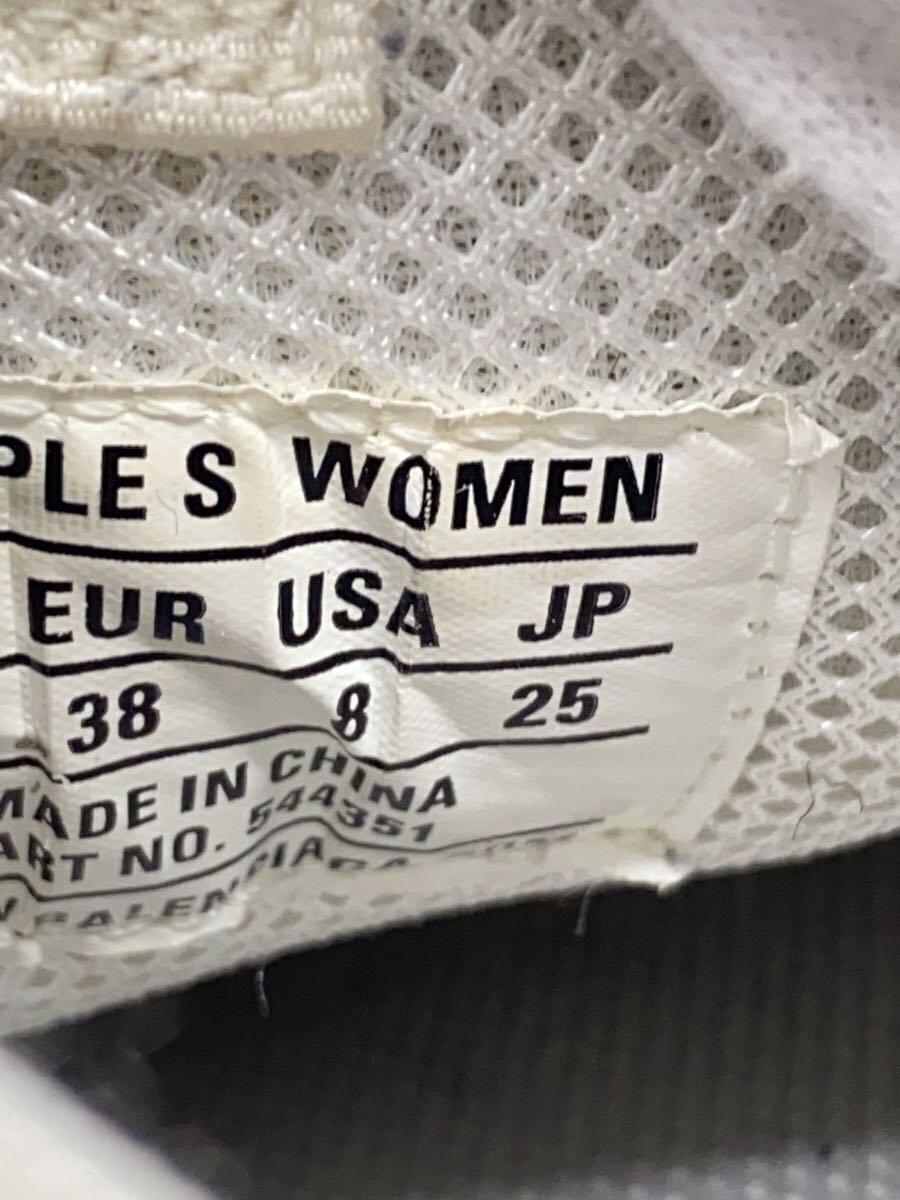 PLE S WOMEN
EUR USA JP
38 8 25
MADE IN CHINA
ART NO. 544351